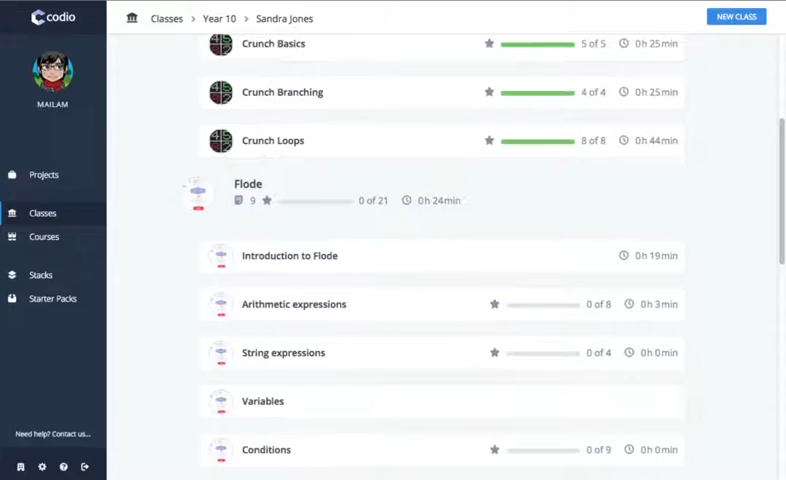 codio
Classes > Year 10 > Sandra Jones
NEW CLASS
MAILAM
Projects
Classes
Courses
Stacks
Starter Packs
Need help? Contact us...
Crunch Basics 5 of 5 0h 25min
Crunch Branching 4 of 4 0h 25min
Crunch Loops 8 of 8 0h 44min
Flode
9 0 of 21 0h 24min
Introduction to Flode 0h 19min
Arithmetic expressions 0 of 8 0h 3min
String expressions 0 of 4 0h 0min
Variables
Conditions 0 of 9 0h 0min